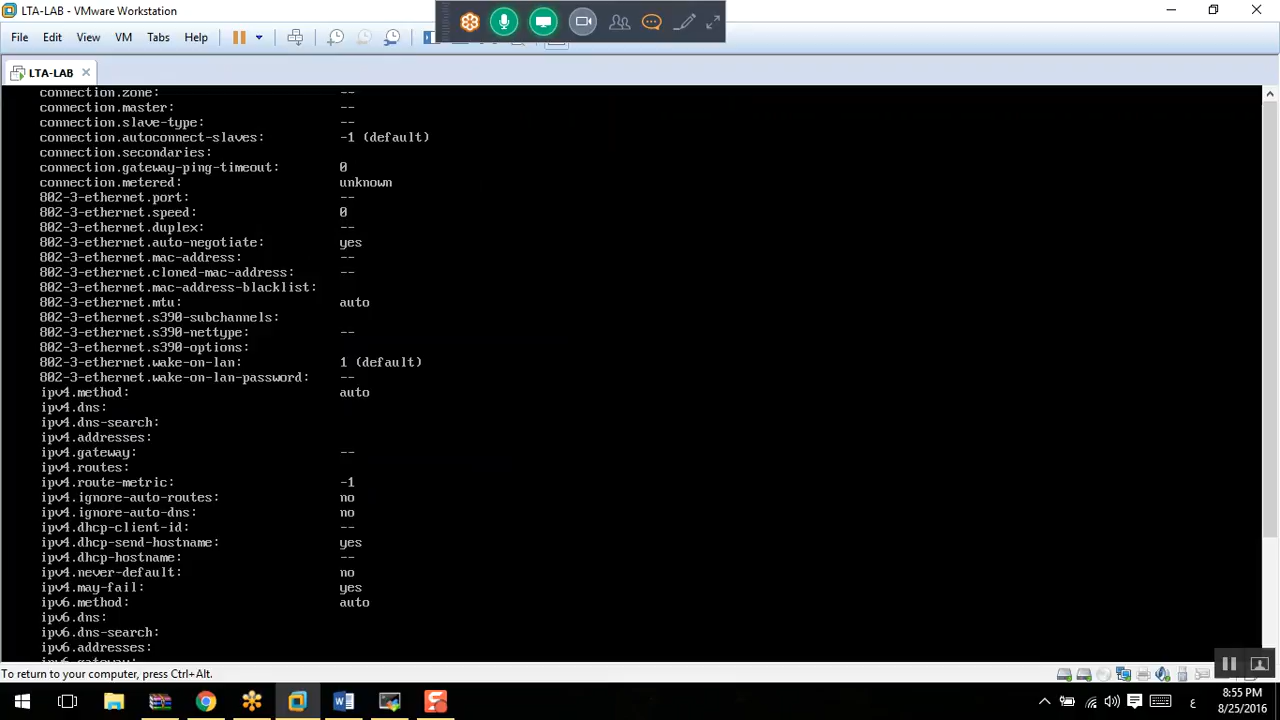 LTA-LAB - VMware Workstation
File Edit View VM Tabs Help
LTA-LAB
connection.zone: --
connection.master: --
connection.slave-type: --
connection.autoconnect-slaves: -1 (default)
connection.secondaries:
connection.gateway-ping-timeout: 0
connection.metered: unknown
802-3-ethernet.port: --
802-3-ethernet.speed: 0
802-3-ethernet.duplex: --
802-3-ethernet.auto-negotiate: yes
802-3-ethernet.mac-address: --
802-3-ethernet.cloned-mac-address: --
802-3-ethernet.mac-address-blacklist:
802-3-ethernet.mtu: auto
802-3-ethernet.s390-subchannels:
802-3-ethernet.s390-nettype: --
802-3-ethernet.s390-options:
802-3-ethernet.wake-on-lan: 1 (default)
802-3-ethernet.wake-on-lan-password: --
ipv4.method: auto
ipv4.dns:
ipv4.dns-search:
ipv4.addresses:
ipv4.gateway: --
ipv4.routes:
ipv4.route-metric: -1
ipv4.ignore-auto-routes: no
ipv4.ignore-auto-dns: no
ipv4.dhcp-client-id: --
ipv4.dhcp-send-hostname: yes
ipv4.dhcp-hostname: --
ipv4.never-default: no
ipv4.may-fail: yes
ipv6.method: auto
ipv6.dns:
ipv6.dns-search:
ipv6.addresses:
ipv6.gateway:
To return to your computer, press Ctrl+Alt.
ع
8:55 PM
8/25/2016